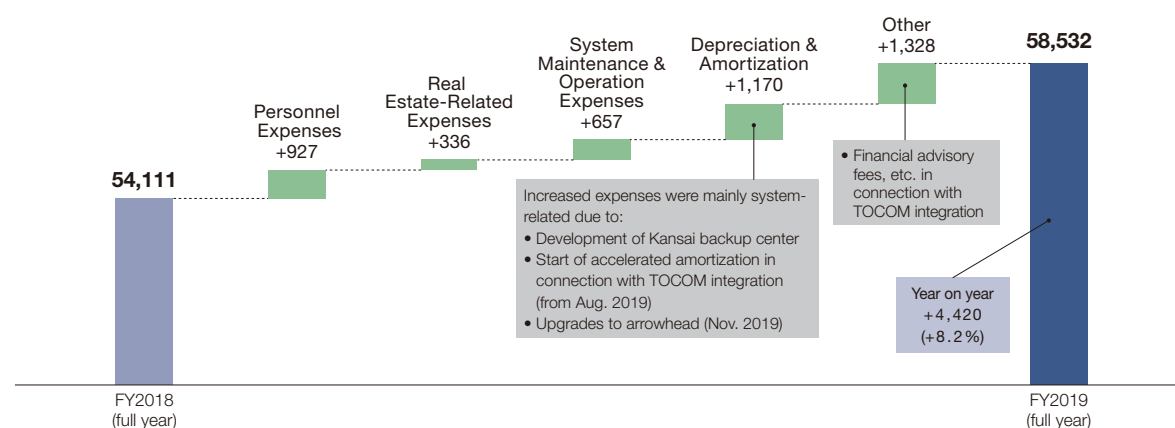 54,111
Personnel
Expenses
+927
Real
Estate-Related
Expenses
+336
System
Maintenance &
Operation
Expenses
+657
Depreciation &
Amortization
+1,170
Other
+1,328
58,532
Increased expenses were mainly system-
related due to:
• Development of Kansai backup center
• Start of accelerated amortization in
connection with TOCOM integration
(from Aug. 2019)
• Upgrades to arrowhead (Nov. 2019)
• Financial advisory
fees, etc. in
connection with
TOCOM integration
Year on year
+4,420
(+8.2%)
FY2018
(full year)
FY2019
(full year)